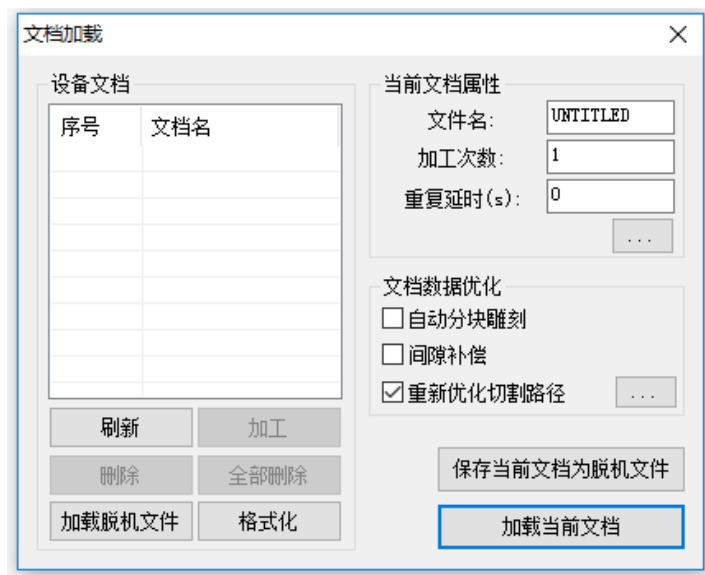 文档加载
设备文档
序号 文档名
刷新 加工
删除 全部删除
加载脱机文件 格式化
当前文档属性
文件名: UNTITLED
加工次数: 1
重复延时(s): 0
...
文档数据优化
自动分块雕刻
间隙补偿
重新优化切割路径 ...
保存当前文档为脱机文件
加载当前文档